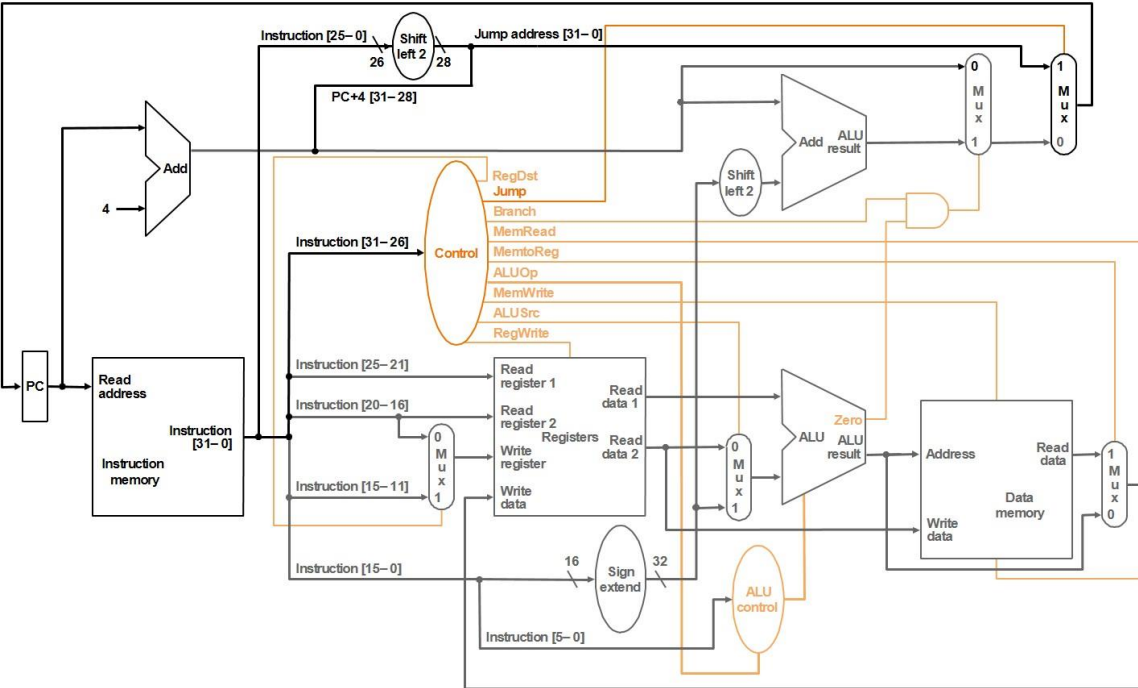 Instruction [25–0]
26
Shift
left 2
28
Jump address [31–0]
PC+4 [31–28]
Add
4
0
M
u
x
1
1
M
u
x
0
Add
ALU
result
Shift
left 2
RegDst
Jump
Branch
MemRead
MemtoReg
ALUOp
MemWrite
ALUSrc
RegWrite
Control
Instruction [31–26]
PC
Read
address
Instruction
[31–0]
Instruction
memory
Instruction [25–21]
Instruction [20–16]
Instruction [15–11]
Instruction [15–0]
Instruction [5–0]
0
M
u
x
1
Read
register 1
Read
register 2
Write
register
Write
data
Registers
Read
data 1
Read
data 2
0
M
u
x
1
Zero
ALU
ALU
result
Address
Write
data
Read
data
Data
memory
1
M
u
x
0
16
Sign
extend
32
ALU
control